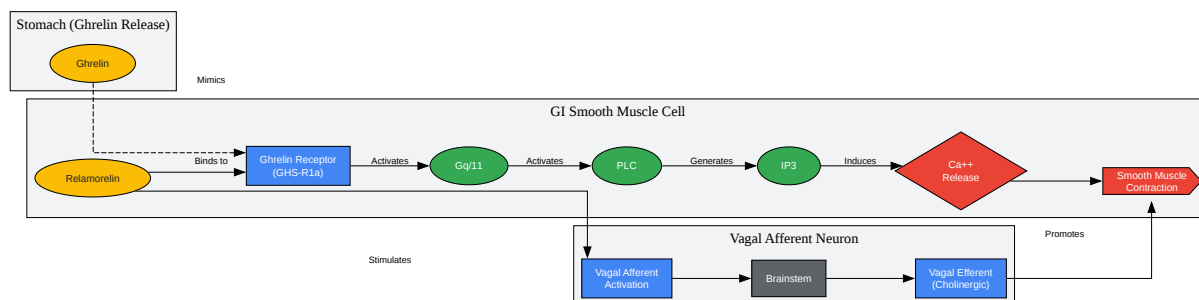 Stomach (Ghrelin Release)
Ghrelin
Mimics
GI Smooth Muscle Cell
Relamorelin
Binds to
Ghrelin Receptor
(GHS-R1a)
Activates
Gq/11
Activates
PLC
Generates
IP3
Induces
Ca++
Release
Smooth Muscle
Contraction
Stimulates
Vagal Afferent Neuron
Vagal Afferent
Activation
Brainstem
Vagal Efferent
(Cholinergic)
Promotes